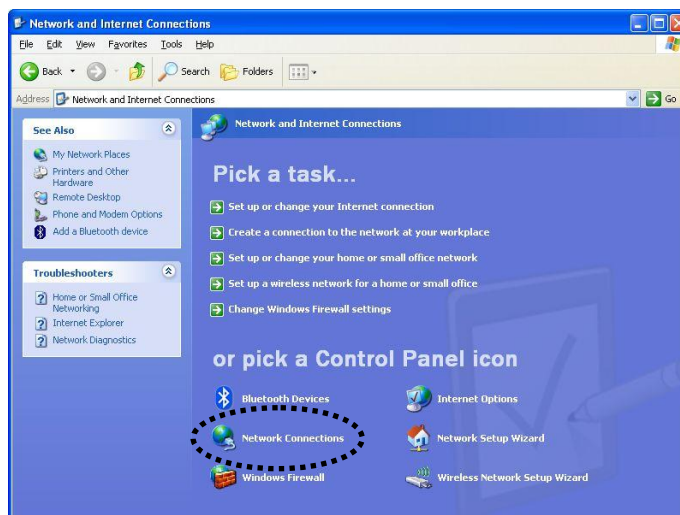 Network and Internet Connections
File Edit View Favorites Tools Help
Back Search Folders
Address Network and Internet Connections Go
See Also
My Network Places
Printers and Other
Hardware
Remote Desktop
Phone and Modem Options
Add a Bluetooth device
Troubleshooters
Home or Small Office
Networking
Internet Explorer
Network Diagnostics
Network and Internet Connections
Pick a task...
Set up or change your Internet connection
Create a connection to the network at your workplace
Set up or change your home or small office network
Set up a wireless network for a home or small office
Change Windows Firewall settings
or pick a Control Panel icon
Bluetooth Devices Internet Options
Network Connections Network Setup Wizard
Windows Firewall Wireless Network Setup Wizard